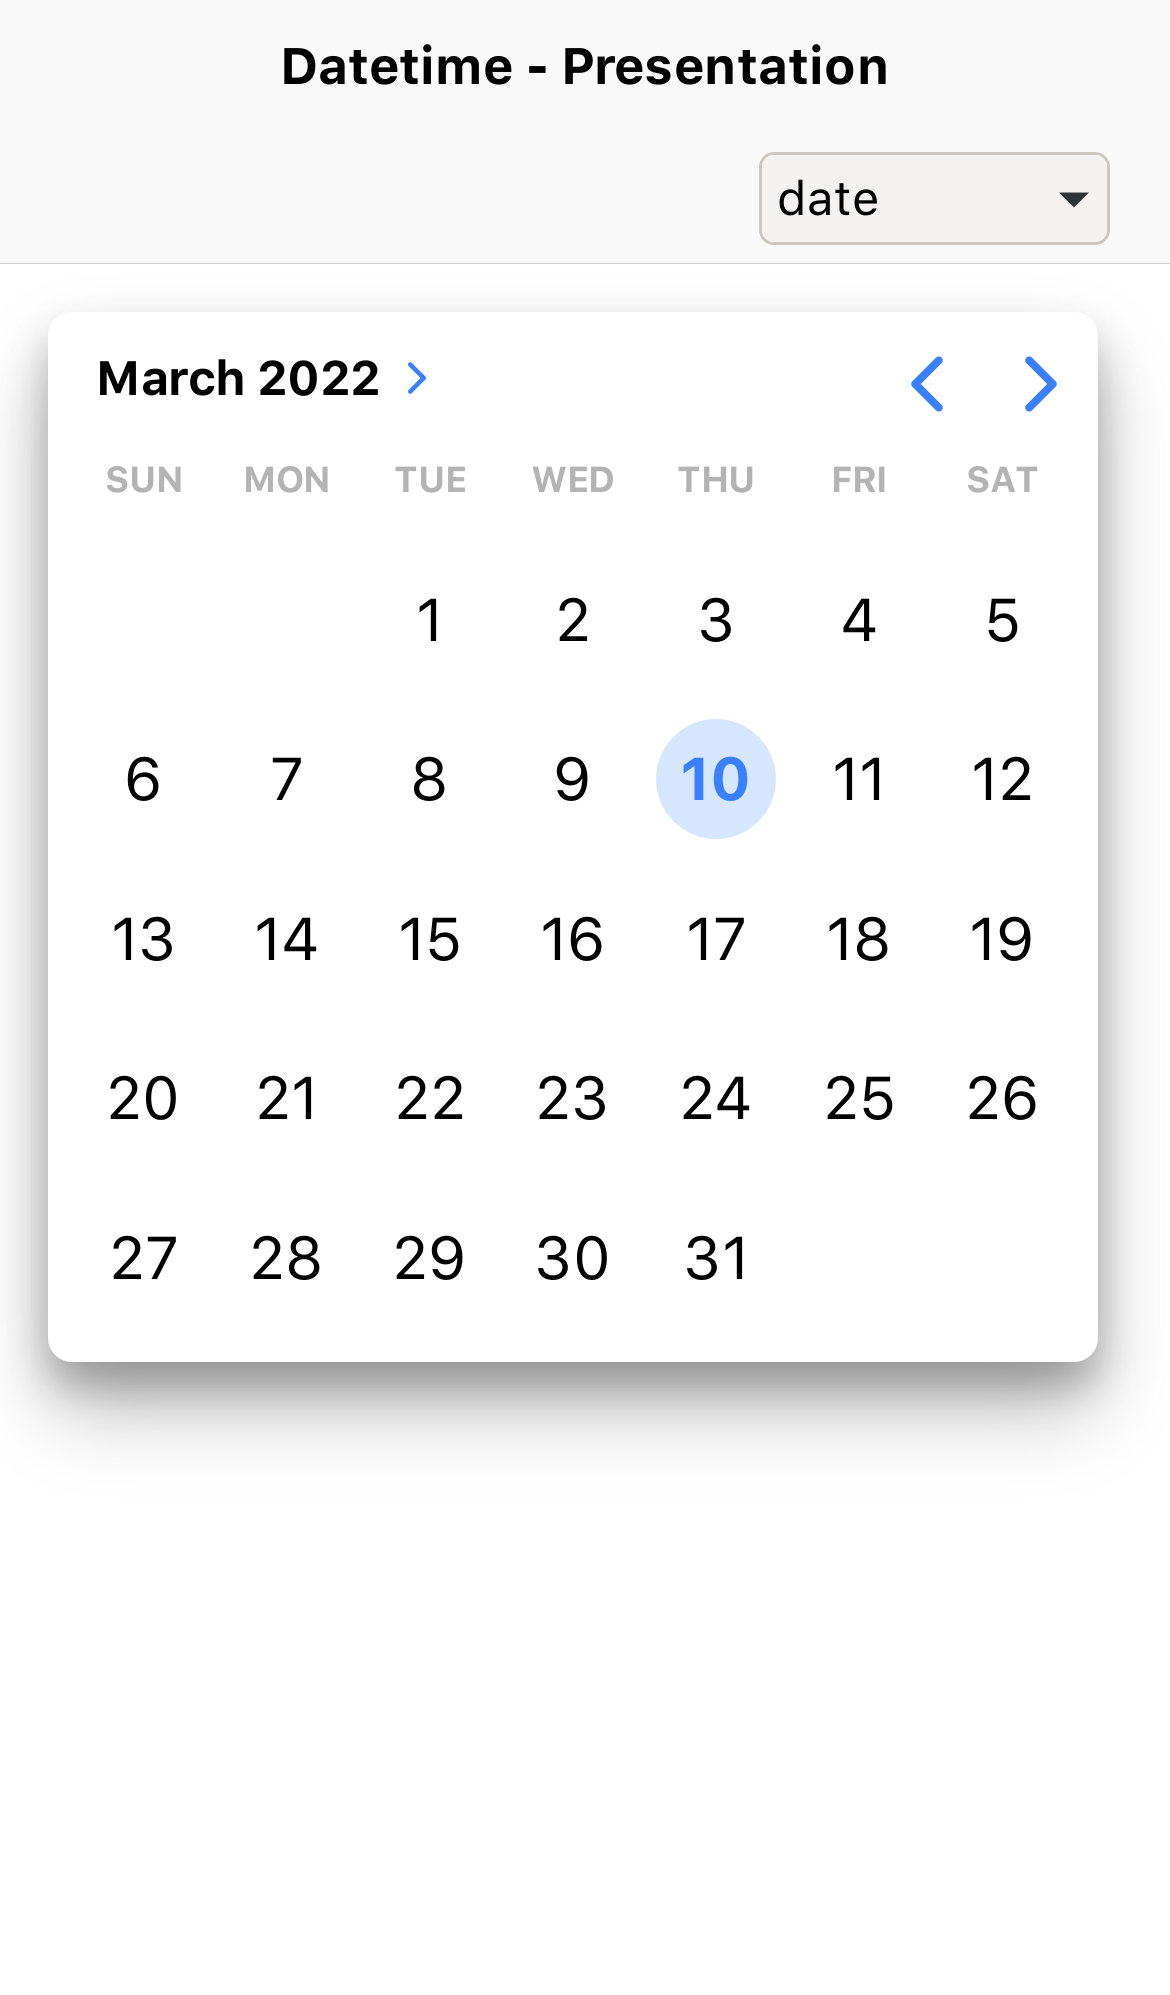 Datetime - Presentation
date
March 2022
SUN MON TUE WED THU FRI SAT
1 2 3 4 5
6 7 8 9 10 11 12
13 14 15 16 17 18 19
20 21 22 23 24 25 26
27 28 29 30 31